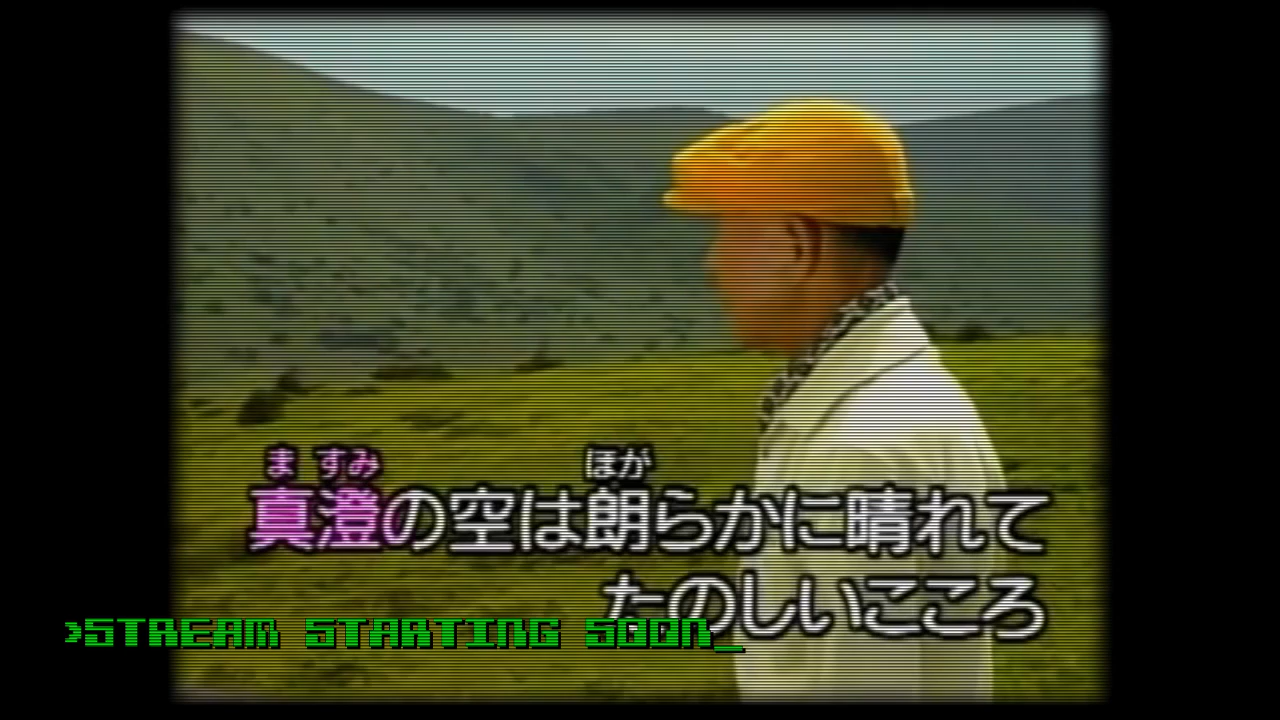 ま すみ ほが
真澄の空は朗らかに晴れて
たのしいこころ
>STREAM STARTING SOON_